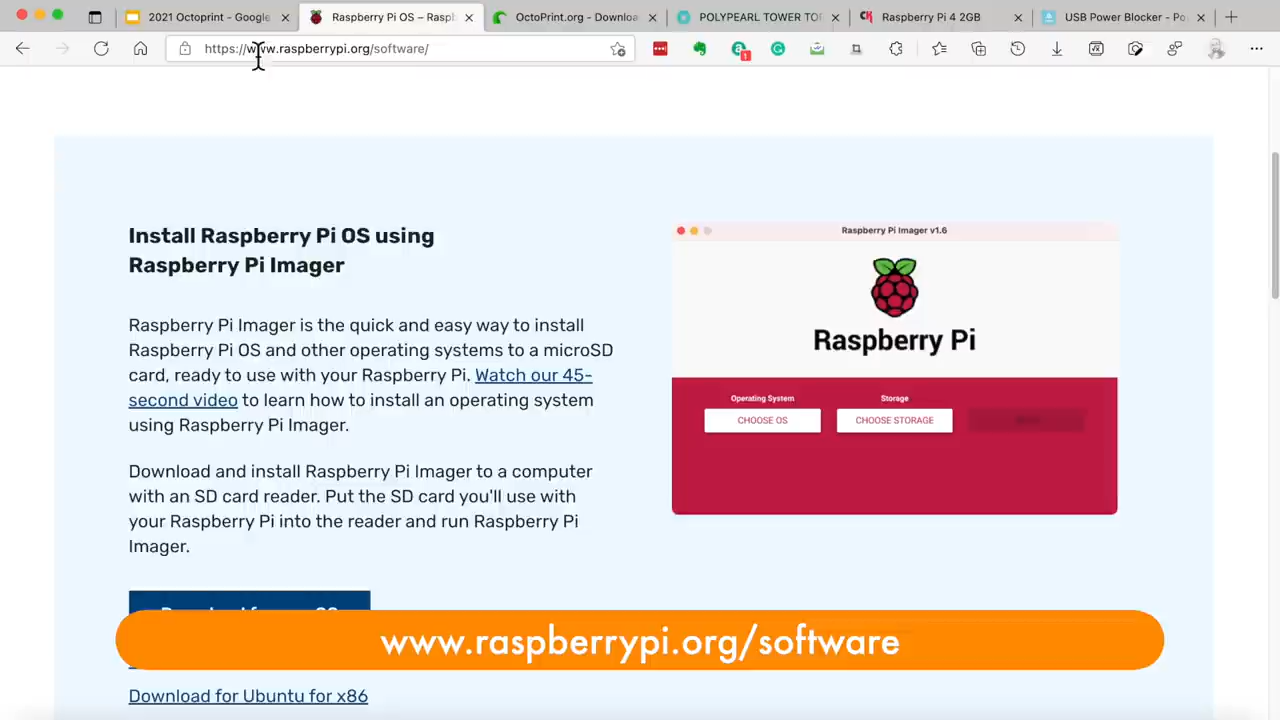 2021 Octoprint - Google
Raspberry Pi OS – Rasp
OctoPrint.org - Downloa
POLYPEARL TOWER TOP
Raspberry Pi 4 2GB
USB Power Blocker - Po
https://www.raspberrypi.org/software/
1
Install Raspberry Pi OS using
Raspberry Pi Imager
Raspberry Pi Imager is the quick and easy way to install
Raspberry Pi OS and other operating systems to a microSD
card, ready to use with your Raspberry Pi. Watch our 45-
second video to learn how to install an operating system
using Raspberry Pi Imager.
Download and install Raspberry Pi Imager to a computer
with an SD card reader. Put the SD card you'll use with
your Raspberry Pi into the reader and run Raspberry Pi
Imager.
Raspberry Pi Imager v1.6
Raspberry Pi
Operating System
Storage
CHOOSE OS
CHOOSE STORAGE
www.raspberrypi.org/software
Download for Ubuntu for x86